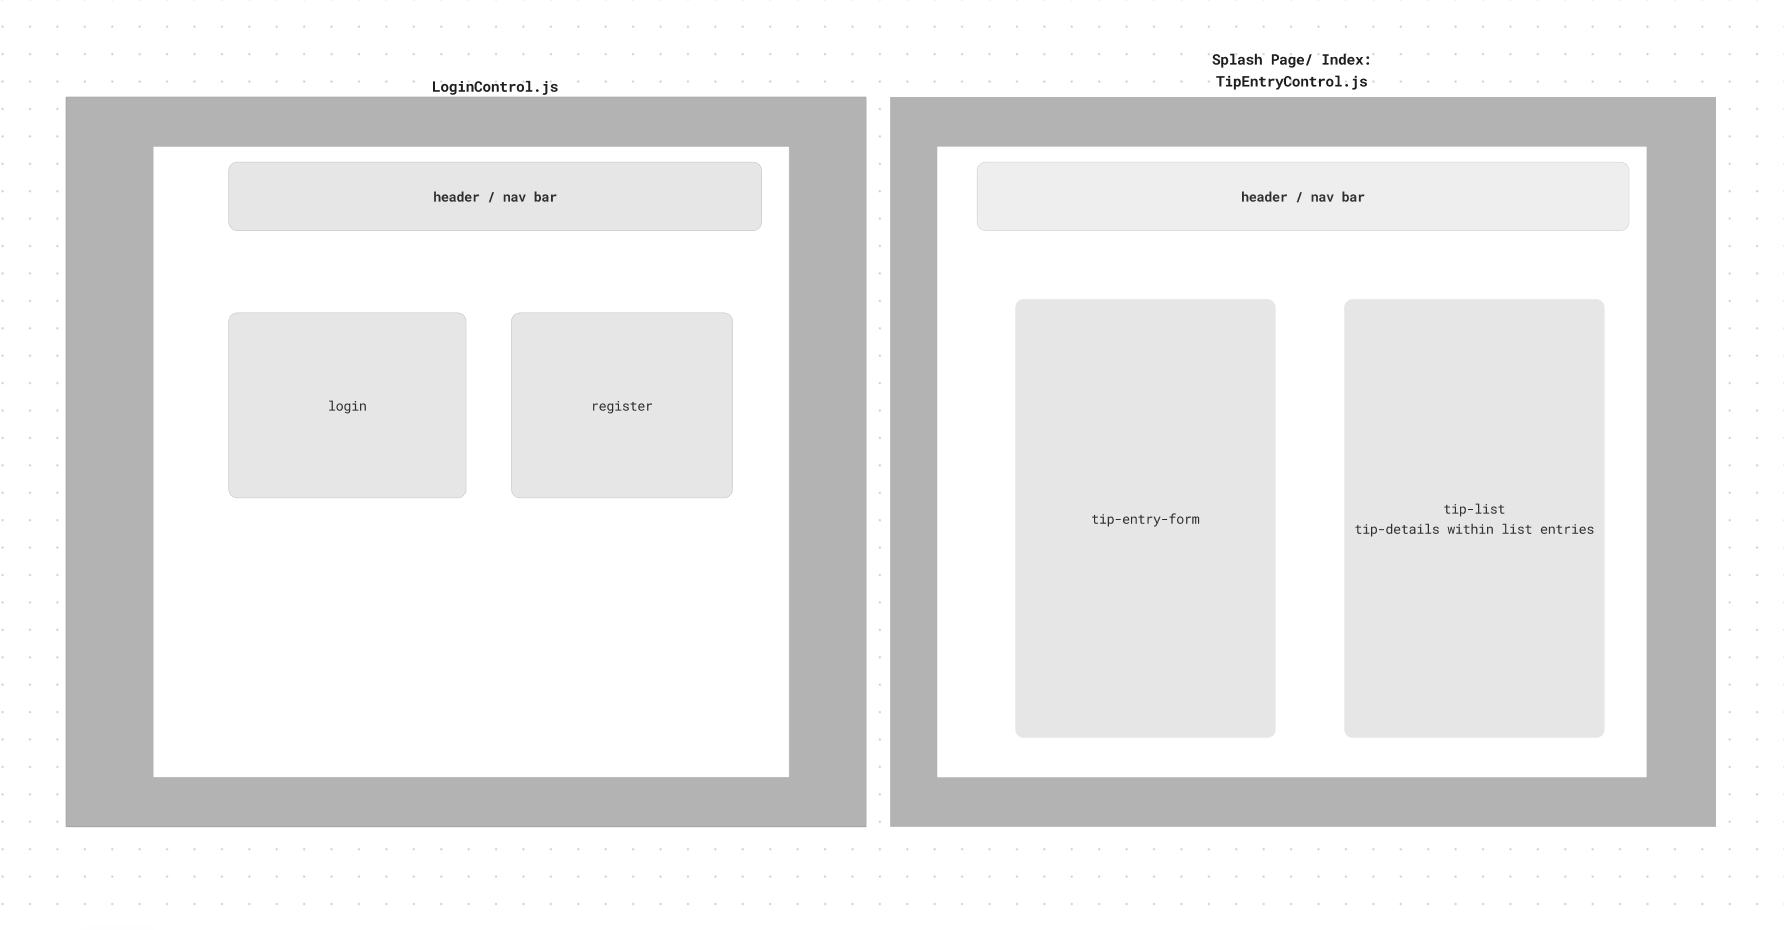 LoginControl.js
header / nav bar
login
register
Splash Page/ Index:
TipEntryControl.js
header / nav bar
tip-entry-form
tip-list
tip-details within list entries